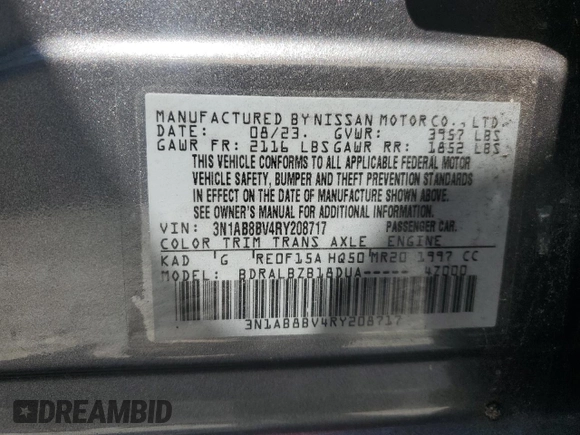 MANUFACTURED BY NISSAN MOTOR CO., LTD.
DATE: 08/23. GVWR: 3957 LBS
GAWR FR: 2116 LBS GAWR RR: 1852 LBS
THIS VEHICLE CONFORMS TO ALL APPLICABLE FEDERAL MOTOR
VEHICLE SAFETY, BUMPER AND THEFT PREVENTION STANDARDS
IN EFFECT ON THE DATE OF MANUFACTURE SHOWN ABOVE.
SEE OWNER'S MANUAL FOR ADDITIONAL INFORMATION.
VIN: 3N1AB8BV4RY208717 PASSENGER CAR.
COLOR TRIM TRANS AXLE ENGINE
KAD G RE0F15A HQ50 MR20 1997 CC
MODEL: BDRALBZB18DUA----- 4Z000
3N1AB8BV4RY208717
DREAMBID